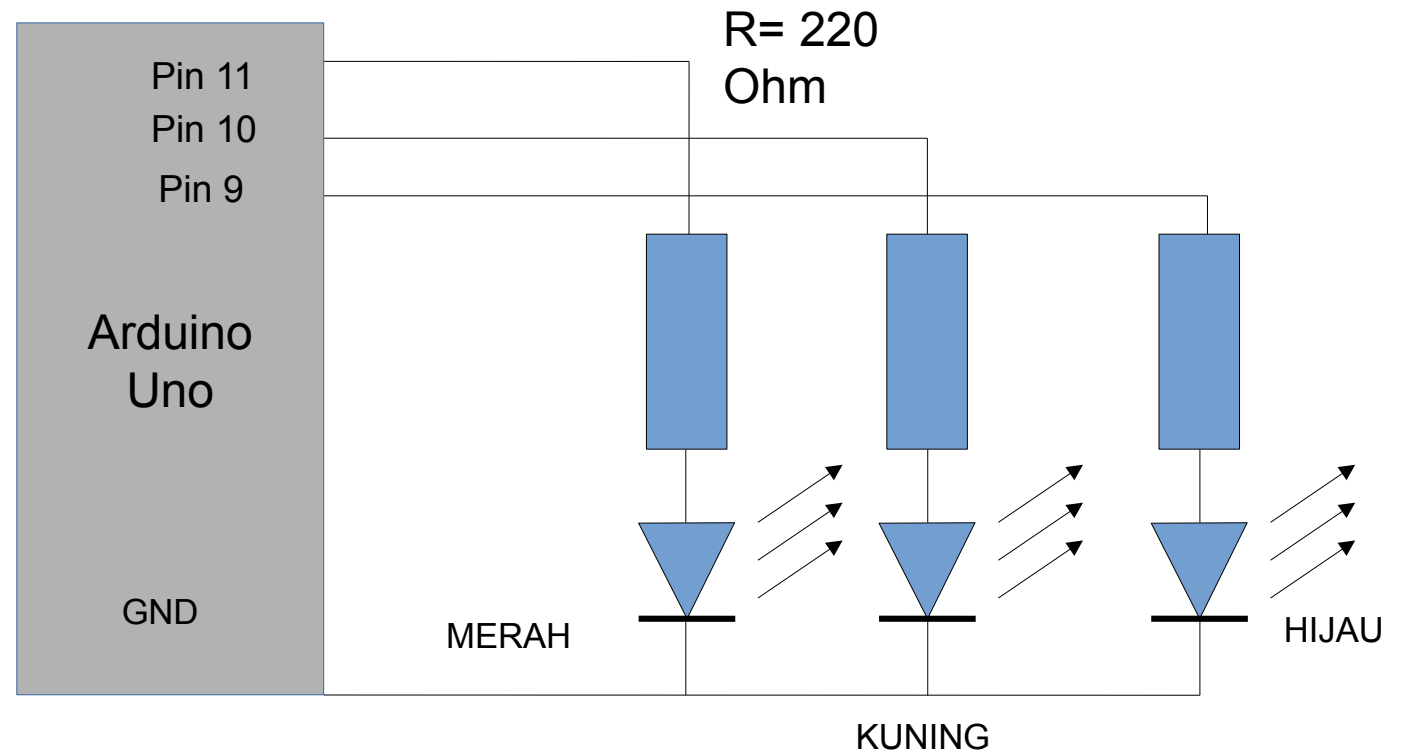 R= 220
Ohm
Pin 11
Pin 10
Pin 9
Arduino
Uno
GND
MERAH
HIJAU
KUNING